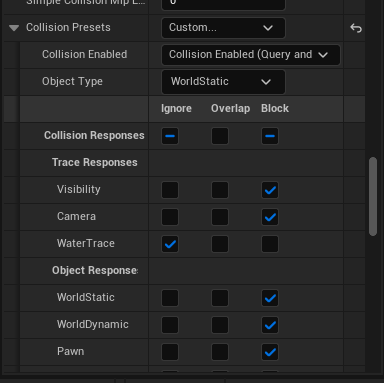 Simple Collision Mip L... 0
Collision Presets Custom...
Collision Enabled Collision Enabled (Query and
Object Type WorldStatic
Ignore Overlap Block
Collision Responses
Trace Responses
Visibility
Camera
WaterTrace
Object Response
WorldStatic
WorldDynamic
Pawn